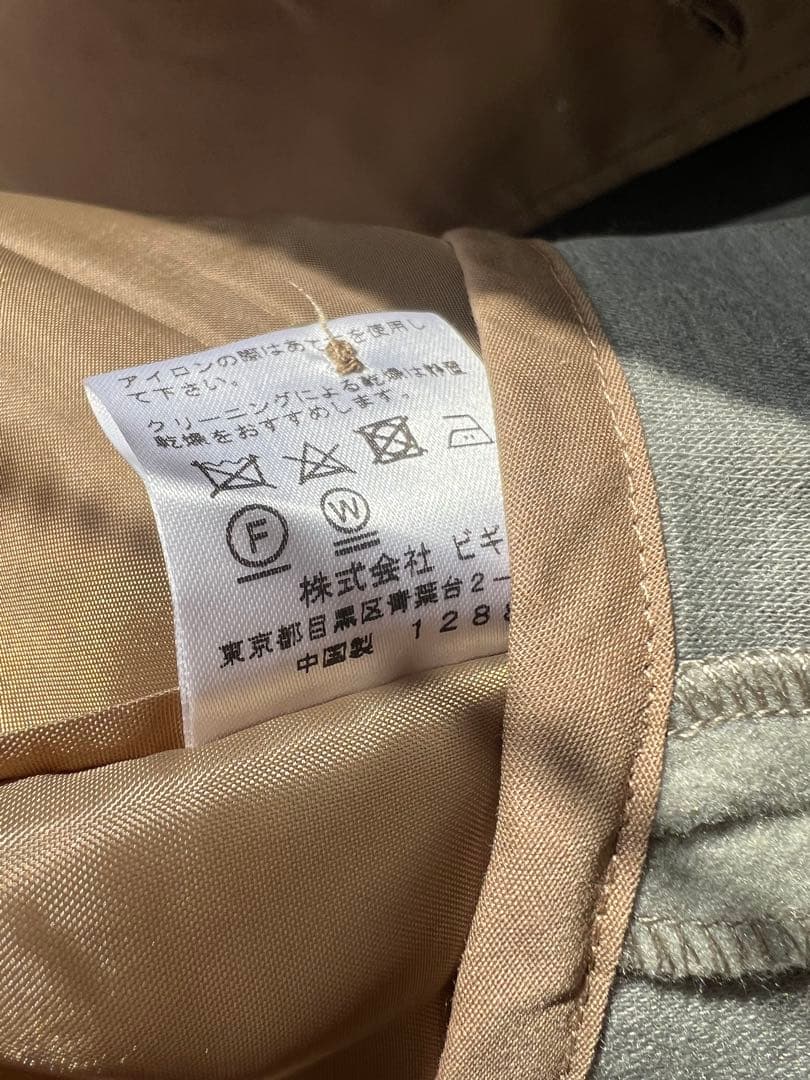 アイロンの際はあて布を使用し
て下さい。
クリーニングによる乾燥は静置
乾燥をおすすめします。
F W
株式会社 ビギ
東京都目黒区青葉台2-
中国製 1288